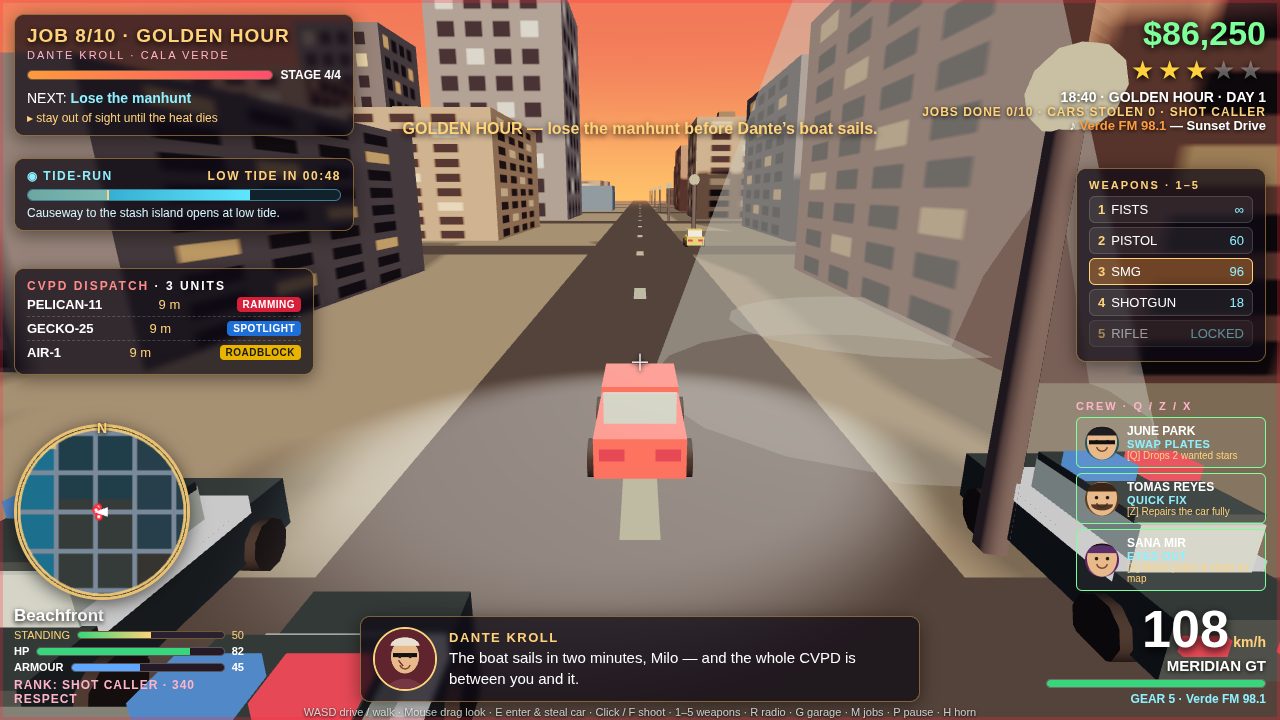 JOB 8/10 · GOLDEN HOUR
DANTE KROLL · CALA VERDE
STAGE 4/4
NEXT: Lose the manhunt
▸ stay out of sight until the heat dies
◉ TIDE-RUN LOW TIDE IN 00:48
Causeway to the stash island opens at low tide.
CVPD DISPATCH · 3 UNITS
PELICAN-11 9 m RAMMING
GECKO-25 9 m SPOTLIGHT
AIR-1 9 m ROADBLOCK
GOLDEN HOUR — lose the manhunt before Dante's boat sails.
$86,250
★★★★★
18:40 · GOLDEN HOUR · DAY 1
JOBS DONE 0/10 · CARS STOLEN 0 · SHOT CALLER
♪ Verde FM 98.1 — Sunset Drive
WEAPONS · 1–5
1 FISTS ∞
2 PISTOL 60
3 SMG 96
4 SHOTGUN 18
5 RIFLE LOCKED
CREW · Q / Z / X
JUNE PARK
SWAP PLATES
[Q] Drops 2 wanted stars
TOMAS REYES
QUICK FIX
[Z] Repairs the car fully
SANA MIR
map
N
Beachfront
STANDING 50
HP 82
ARMOUR 45
RANK: SHOT CALLER · 340
RESPECT
DANTE KROLL
The boat sails in two minutes, Milo — and the whole CVPD is
between you and it.
108 km/h
MERIDIAN GT
GEAR 5 · Verde FM 98.1
WASD drive / walk · Mouse drag look · E enter & steal car · Click / F shoot · 1–5 weapons · R radio · G garage · M jobs · P pause · H horn